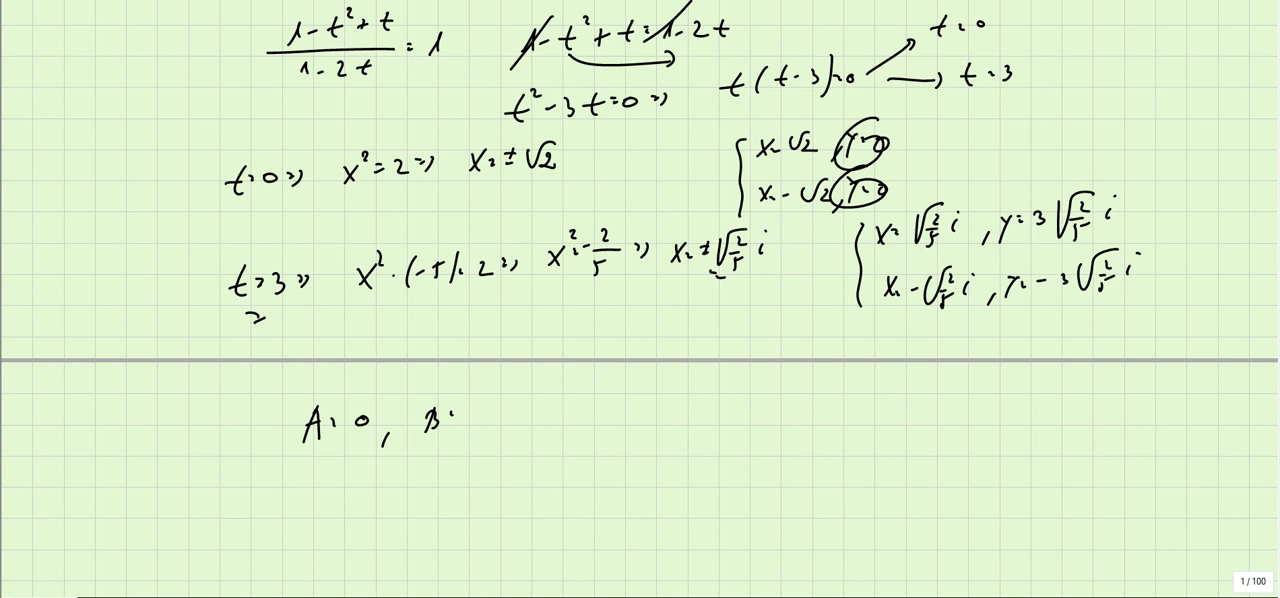 (1 - t² + t)/(1 - 2t) = 1
1 - t² + t = 1 - 2t
t² - 3t = 0 ⇒
t(t - 3) = 0
t = 0
t = 3
t = 0 ⇒ x² = 2 ⇒ x = ±√2
x = √2, y = 0
x = -√2, y = 0
t = 3 ⇒ x² · (-5) = 2 ⇒ x² = -2/5 ⇒ x = ±√(2/5) i
x = √(2/5) i, y = 3√(2/5) i
x = -√(2/5) i, y = -3√(2/5) i
A = 0, B =
1 / 100